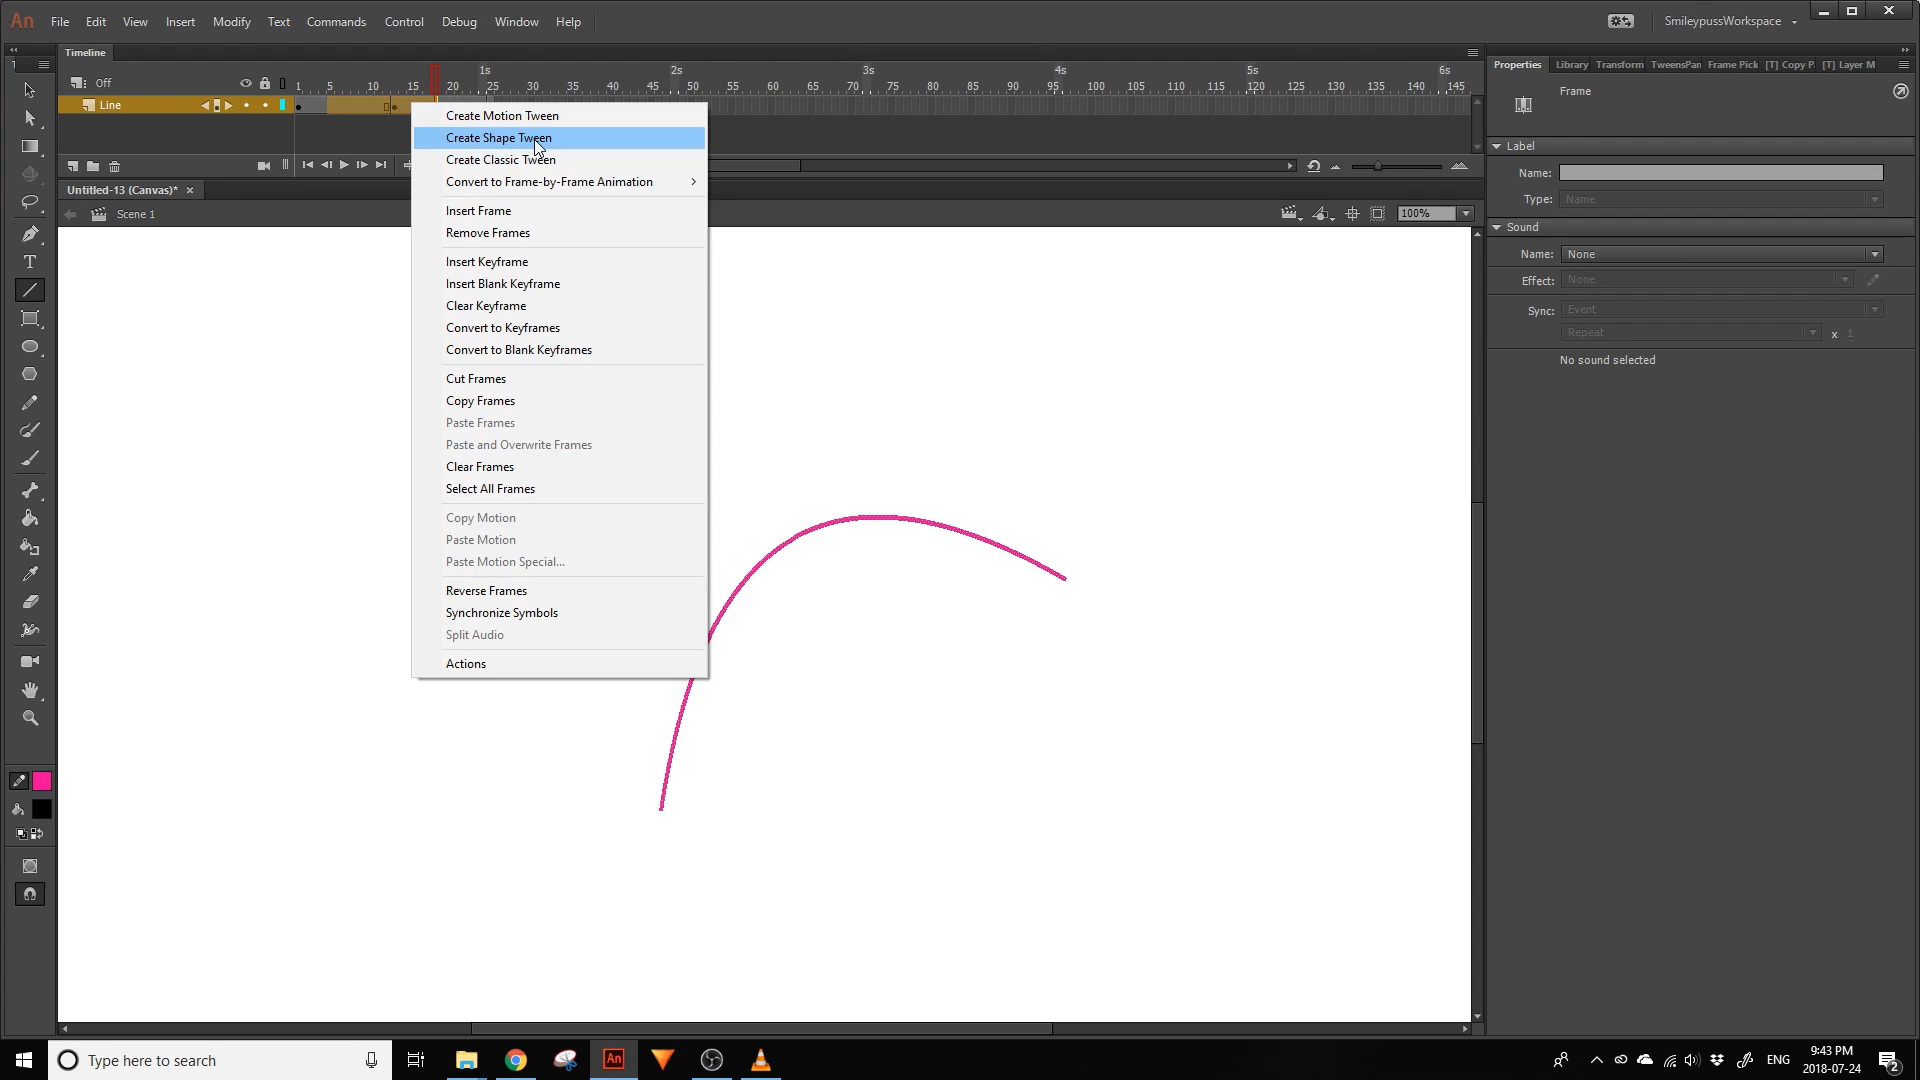 An File Edit View Insert Modify Text Commands Control Debug Window Help SmileypussWorkspace
Timeline
Properties Library Transform TweensPan Frame Pick [T] Copy P [T] Layer M
1s 2s 3s 4s 5s 6s
Off 1 5 10 15 20 25 30 35 40 45 50 55 60 65 70 75 80 85 90 95 100 105 110 115 120 125 130 135 140 145
Frame
Line
Create Motion Tween
Create Shape Tween
Create Classic Tween
Convert to Frame-by-Frame Animation
Insert Frame
Remove Frames
Insert Keyframe
Insert Blank Keyframe
Clear Keyframe
Convert to Keyframes
Convert to Blank Keyframes
Cut Frames
Copy Frames
Paste Frames
Paste and Overwrite Frames
Clear Frames
Select All Frames
Copy Motion
Paste Motion
Paste Motion Special...
Reverse Frames
Synchronize Symbols
Split Audio
Actions
Untitled-13 (Canvas)*
Scene 1
100%
Label
Name:
Type: Name
Sound
Name: None
Effect: None
Sync: Event
Repeat x 1
No sound selected
T
Type here to search
An
ENG
9:43 PM
2018-07-24
2